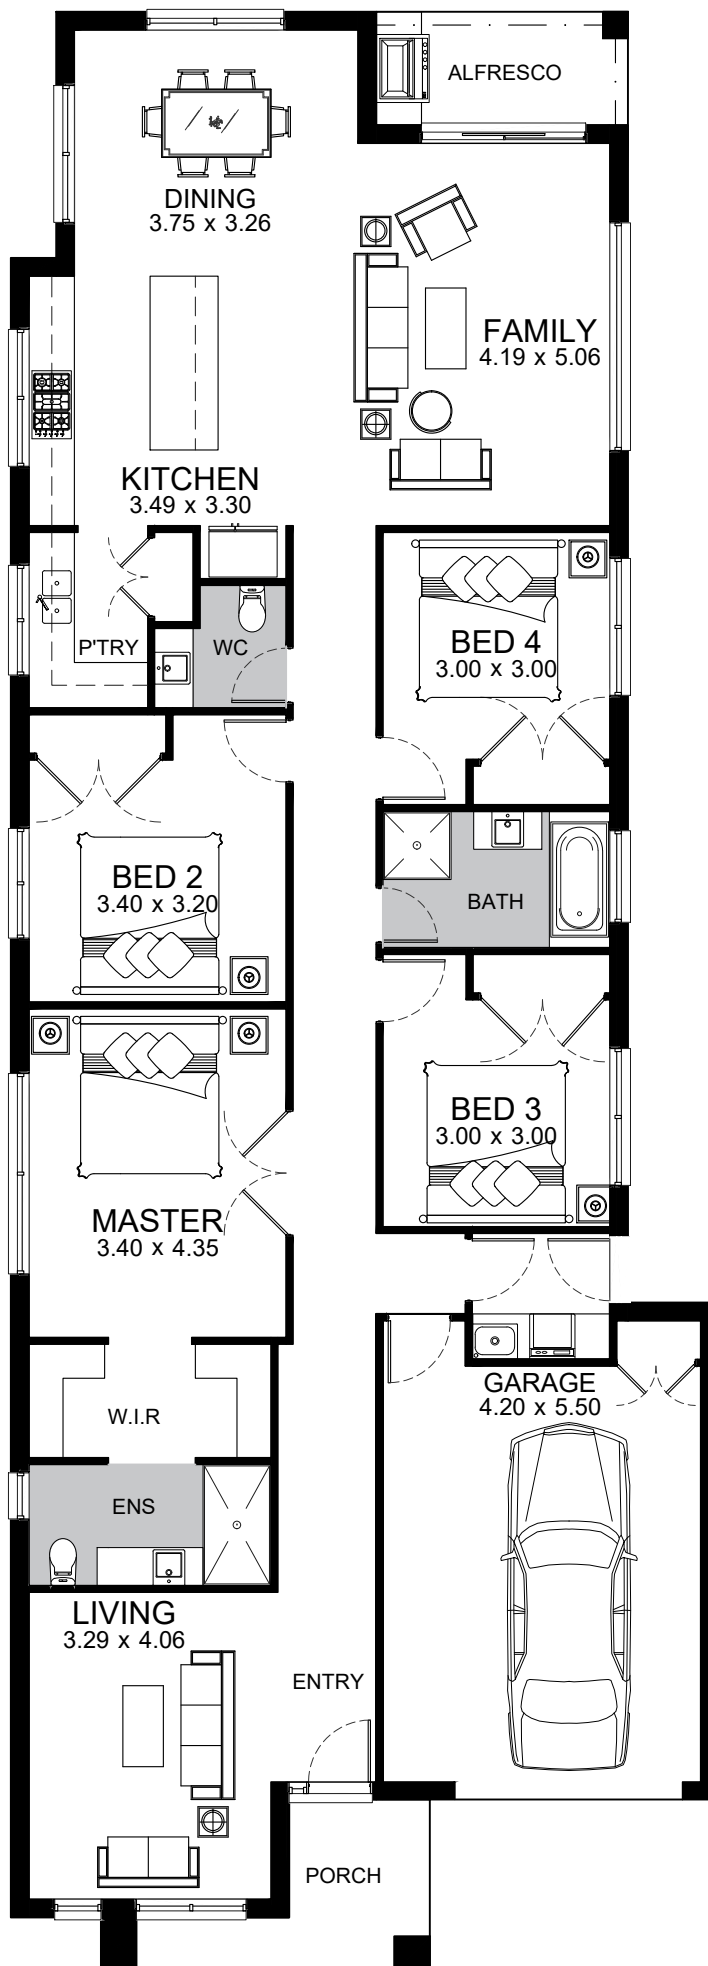 ALFRESCO
DINING
3.75 x 3.26
FAMILY
4.19 x 5.06
KITCHEN
3.49 x 3.30
P'TRY
WC
BED 4
3.00 x 3.00
BED 2
3.40 x 3.20
BATH
BED 3
3.00 x 3.00
MASTER
3.40 x 4.35
GARAGE
4.20 x 5.50
W.I.R
ENS
LIVING
3.29 x 4.06
ENTRY
PORCH